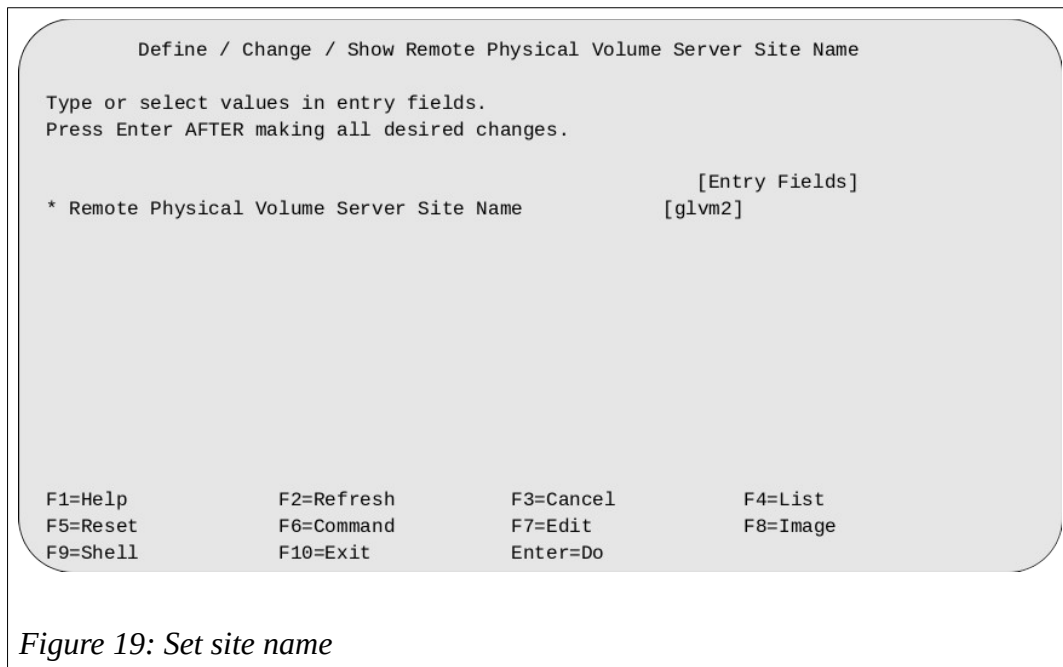 Define / Change / Show Remote Physical Volume Server Site Name
Type or select values in entry fields.
Press Enter AFTER making all desired changes.
[Entry Fields]
* Remote Physical Volume Server Site Name [glvm2]
F1=Help F2=Refresh F3=Cancel F4=List
F5=Reset F6=Command F7=Edit F8=Image
F9=Shell F10=Exit Enter=Do
Figure 19: Set site name